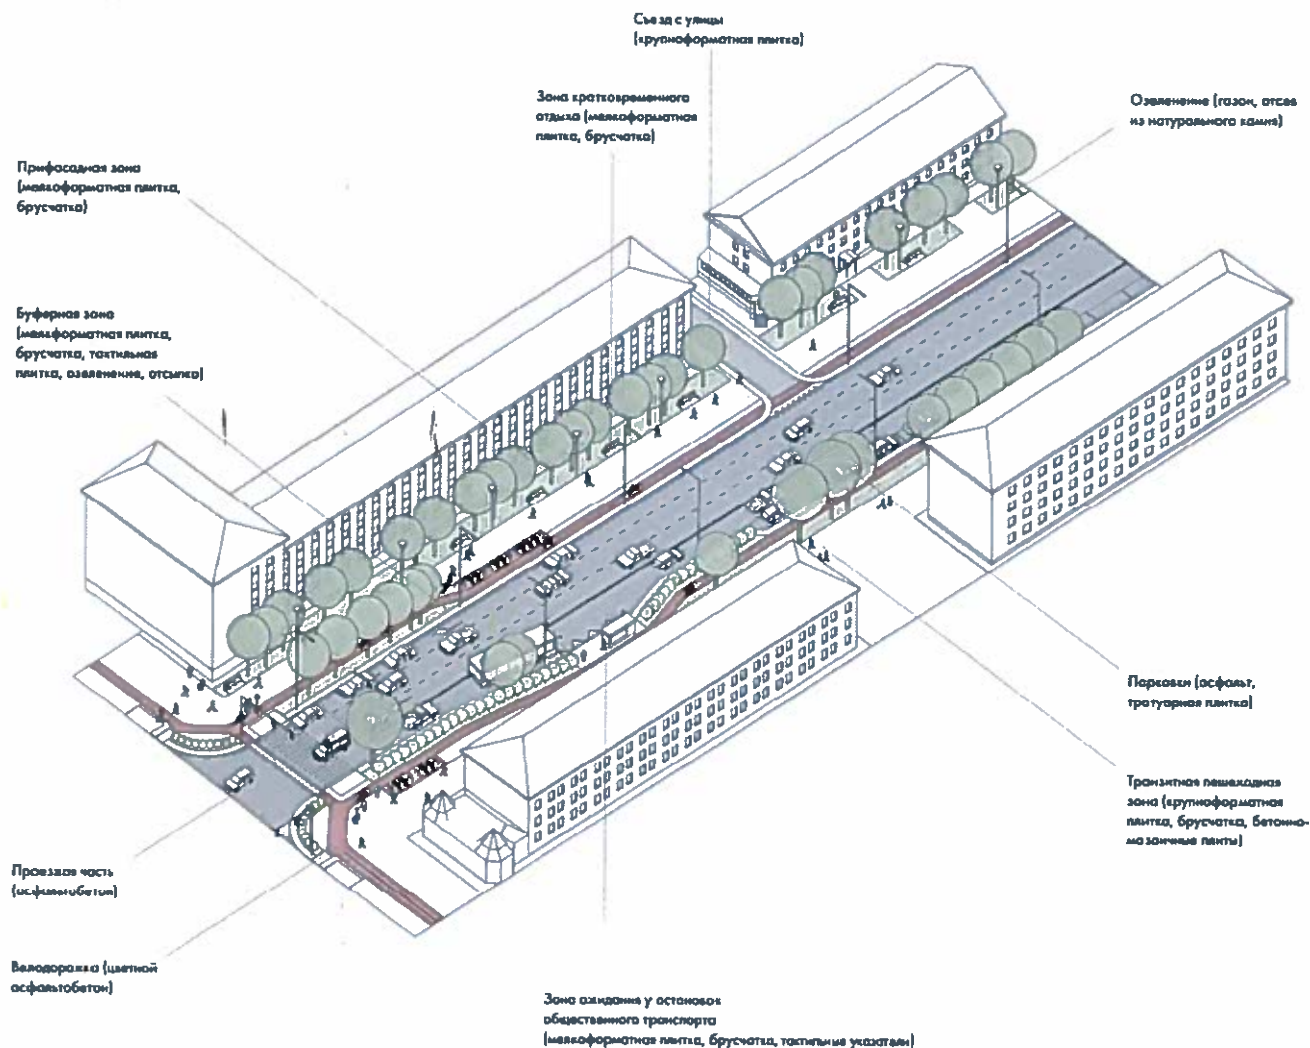 Съезд с улицы
(крупноформатная плитка)
Зона кратковременного
отдыха (мелкоформатная
плитка, брусчатка)
Озеленение (газон, отсев
из натурального камня)
Прифасадная зона
(мелкоформатная плитка,
брусчатка)
Буферная зона
(мелкоформатная плитка,
брусчатка, тактильная
плитка, озеленение, отсыпка)
Парковки (асфальт,
тротуарная плитка)
Транзитная пешеходная
зона (крупноформатная
плитка, брусчатка, бетонно-
мозаичные плиты)
Проезжая часть
(асфальтобетон)
Велодорожка (цветной
асфальтобетон)
Зона ожидания у остановок
общественного транспорта
(мелкоформатная плитка, брусчатка, тактильные указатели)